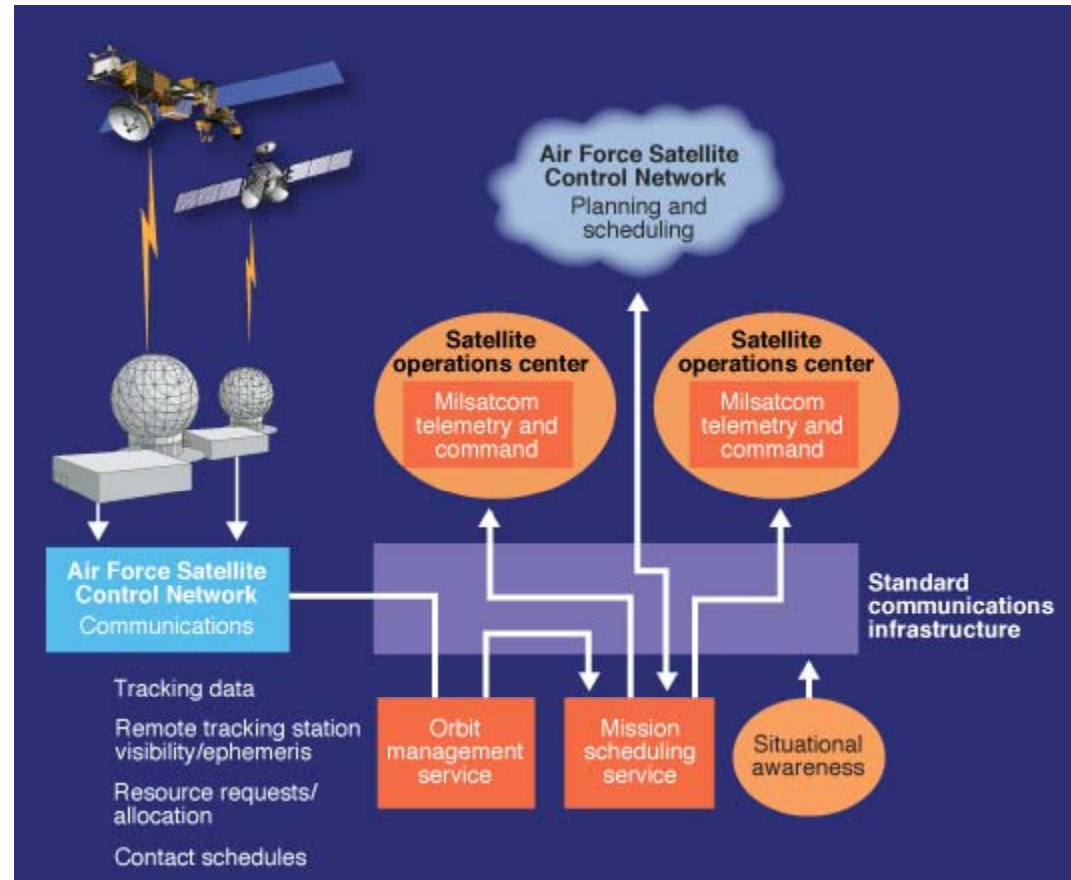 Air Force Satellite
Control Network
Planning and
scheduling
Satellite
operations center
Milsatcom
telemetry and
command
Satellite
operations center
Milsatcom
telemetry and
command
Air Force Satellite
Control Network
Communications
Standard
communications
infrastructure
Tracking data
Remote tracking station
visibility/ephemeris
Resource requests/
allocation
Contact schedules
Orbit
management
service
Mission
scheduling
service
Situational
awareness